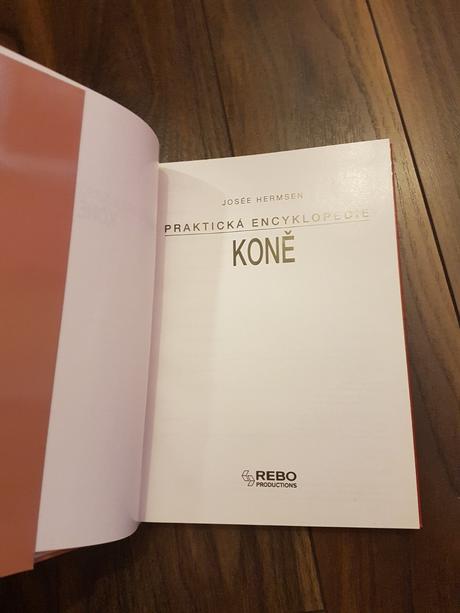 JOSÉE HERMSEN
PRAKTICKÁ ENCYKLOPEDIE
KONĚ
REBO
PRODUCTIONS